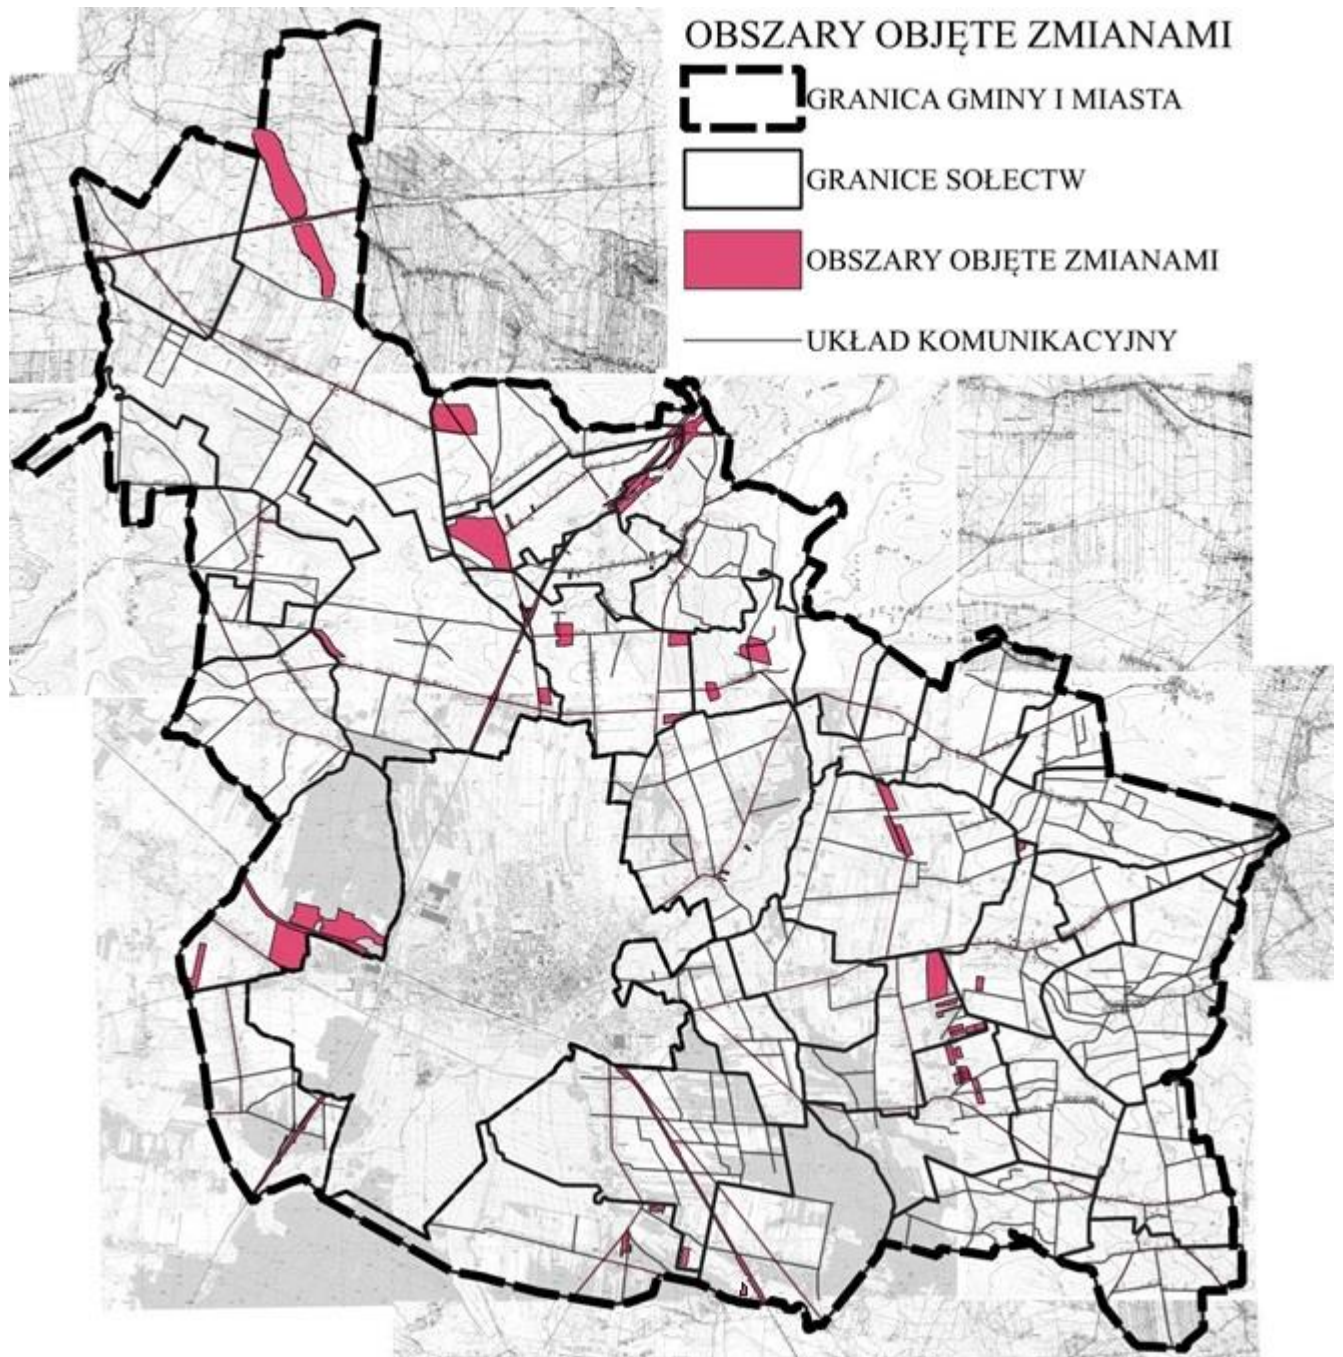 OBSZARY OBJĘTE ZMIANAMI
GRANICA GMINY I MIASTA
GRANICE SOŁECTW
OBSZARY OBJĘTE ZMIANAMI
UKŁAD KOMUNIKACYJNY